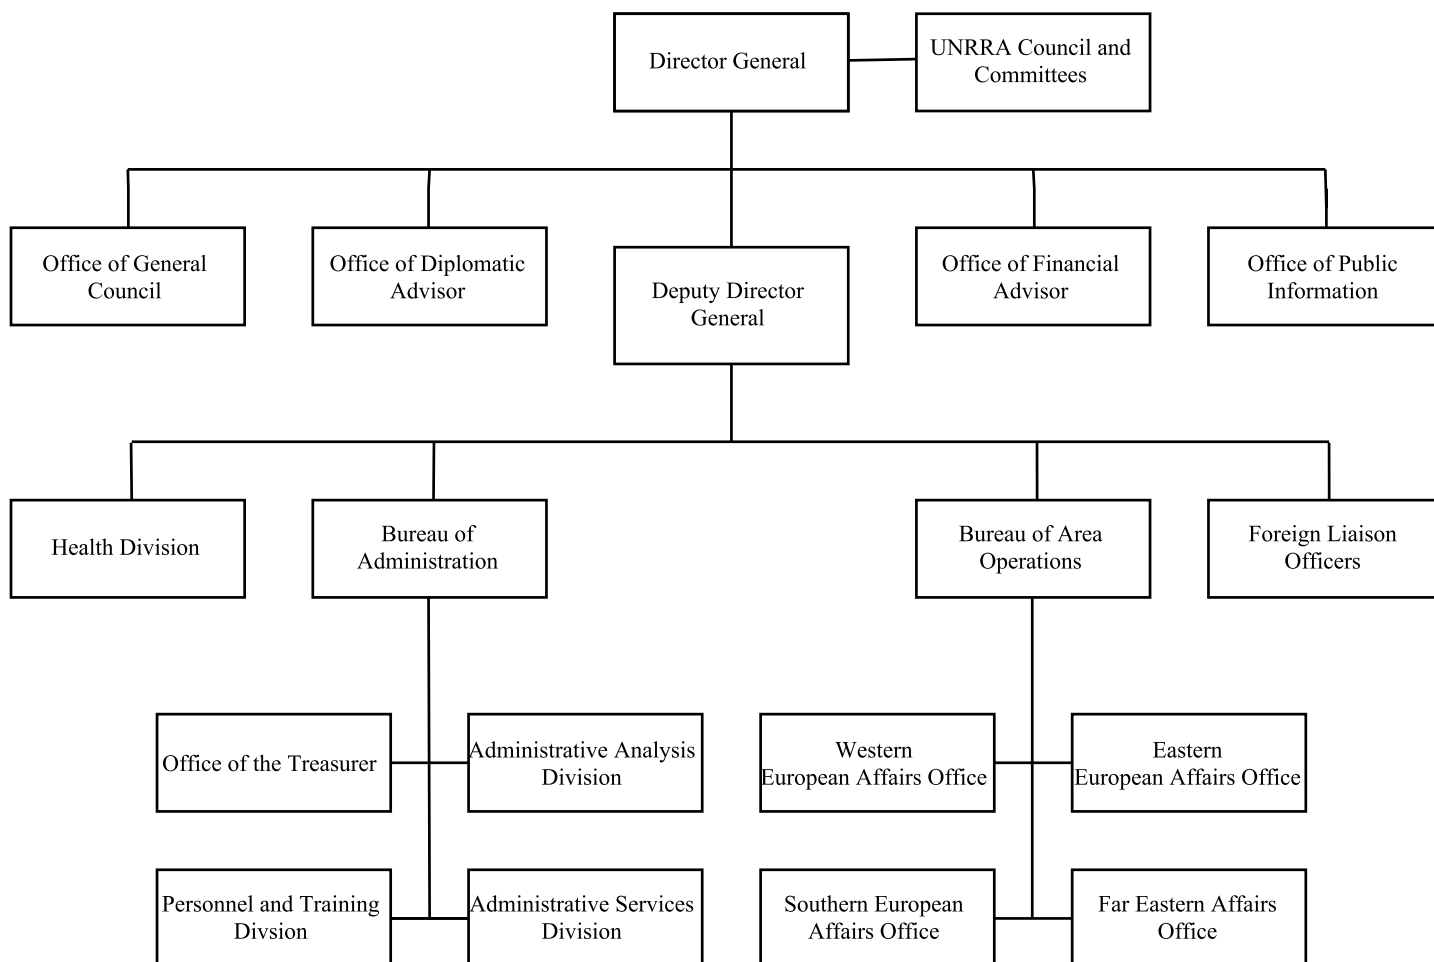 Director General
UNRRA Council and
Committees
Office of General
Council
Office of Diplomatic
Advisor
Deputy Director
General
Office of Financial
Advisor
Office of Public
Information
Health Division
Bureau of
Administration
Bureau of Area
Operations
Foreign Liaison
Officers
Office of the Treasurer
Administrative Analysis
Division
Western
European Affairs Office
Eastern
European Affairs Office
Personnel and Training
Divsion
Administrative Services
Division
Southern European
Affairs Office
Far Eastern Affairs
Office